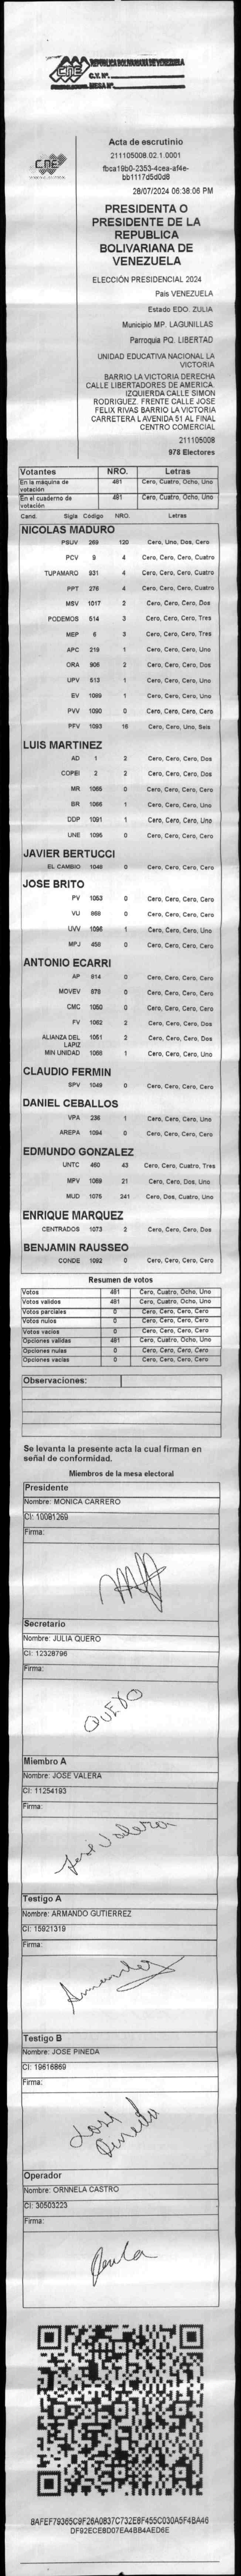 CNE
REPUBLICA BOLIVARIANA DE VENEZUELA
C.V. Nº.
MESA Nº.
CNE
Acta de escrutinio
211105008.02.1.0001
fbca19b0-2353-4cea-af4e-
bb1117d5d0d8
28/07/2024 06:38:06 PM
PRESIDENTA O
PRESIDENTE DE LA
REPUBLICA
BOLIVARIANA DE
VENEZUELA
ELECCIÓN PRESIDENCIAL 2024
Pais VENEZUELA
Estado EDO. ZULIA
Municipio MP. LAGUNILLAS
Parroquia PQ. LIBERTAD
UNIDAD EDUCATIVA NACIONAL LA
VICTORIA
BARRIO LA VICTORIA DERECHA
CALLE LIBERTADORES DE AMERICA.
IZQUIERDA CALLE SIMON
RODRIGUEZ. FRENTE CALLE JOSE
FELIX RIVAS BARRIO LA VICTORIA
CARRETERA L AVENIDA 51 AL FINAL
CENTRO COMERCIAL
211105008
978 Electores
Votantes NRO. Letras
En la máquina de votación 481 Cero, Cuatro, Ocho, Uno
En el cuaderno de votación 481 Cero, Cuatro, Ocho, Uno
Cand. Sigla Código NRO. Letras
NICOLAS MADURO
PSUV 269 120 Cero, Uno, Dos, Cero
PCV 9 4 Cero, Cero, Cero, Cuatro
TUPAMARO 931 4 Cero, Cero, Cero, Cuatro
PPT 276 4 Cero, Cero, Cero, Cuatro
MSV 1017 2 Cero, Cero, Cero, Dos
PODEMOS 514 3 Cero, Cero, Cero, Tres
MEP 6 3 Cero, Cero, Cero, Tres
APC 219 1 Cero, Cero, Cero, Uno
ORA 906 2 Cero, Cero, Cero, Dos
UPV 513 1 Cero, Cero, Cero, Uno
EV 1089 1 Cero, Cero, Cero, Uno
PVV 1090 0 Cero, Cero, Cero, Cero
PFV 1093 16 Cero, Cero, Uno, Seis
LUIS MARTINEZ
AD 1 2 Cero, Cero, Cero, Dos
COPEI 2 2 Cero, Cero, Cero, Dos
MR 1065 0 Cero, Cero, Cero, Cero
BR 1066 1 Cero, Cero, Cero, Uno
DDP 1091 1 Cero, Cero, Cero, Uno
UNE 1095 0 Cero, Cero, Cero, Cero
JAVIER BERTUCCI
EL CAMBIO 1048 0 Cero, Cero, Cero, Cero
JOSE BRITO
PV 1053 0 Cero, Cero, Cero, Cero
VU 868 0 Cero, Cero, Cero, Cero
UVV 1096 1 Cero, Cero, Cero, Uno
MPJ 458 0 Cero, Cero, Cero, Cero
ANTONIO ECARRI
AP 814 0 Cero, Cero, Cero, Cero
MOVEV 878 0 Cero, Cero, Cero, Cero
CMC 1050 0 Cero, Cero, Cero, Cero
FV 1062 2 Cero, Cero, Cero, Dos
ALIANZA DEL LAPIZ 1051 2 Cero, Cero, Cero, Dos
MIN UNIDAD 1068 1 Cero, Cero, Cero, Uno
CLAUDIO FERMIN
SPV 1049 0 Cero, Cero, Cero, Cero
DANIEL CEBALLOS
VPA 236 1 Cero, Cero, Cero, Uno
AREPA 1094 0 Cero, Cero, Cero, Cero
EDMUNDO GONZALEZ
UNTC 460 43 Cero, Cero, Cuatro, Tres
MPV 1069 21 Cero, Cero, Dos, Uno
MUD 1075 241 Cero, Dos, Cuatro, Uno
ENRIQUE MARQUEZ
CENTRADOS 1073 2 Cero, Cero, Cero, Dos
BENJAMIN RAUSSEO
CONDE 1092 0 Cero, Cero, Cero, Cero
Resumen de votos
Votos 481 Cero, Cuatro, Ocho, Uno
Votos validos 481 Cero, Cuatro, Ocho, Uno
Votos parciales 0 Cero, Cero, Cero, Cero
Votos nulos 0 Cero, Cero, Cero, Cero
Votos vacios 0 Cero, Cero, Cero, Cero
Opciones validas 481 Cero, Cuatro, Ocho, Uno
Opciones nulas 0 Cero, Cero, Cero, Cero
Opciones vacias 0 Cero, Cero, Cero, Cero
Observaciones:
Se levanta la presente acta la cual firman en
señal de conformidad.
Miembros de la mesa electoral
Presidente
Nombre: MONICA CARRERO
CI: 10081269
Firma:
Secretario
Nombre: JULIA QUERO
CI: 12328796
Firma:
QUERO
Miembro A
Nombre: JOSE VALERA
CI: 11254193
Firma:
José Valera
Testigo A
Nombre: ARMANDO GUTIERREZ
CI: 15921319
Firma:
Testigo B
Nombre: JOSE PINEDA
CI: 19616869
Firma:
José
Pineda
Operador
Nombre: ORNNELA CASTRO
CI: 30503223
Firma:
8AFEF79365C9F26A0837C732E8F455C030A5F4BA46
DF92ECE8D07EA4BB4AED6E